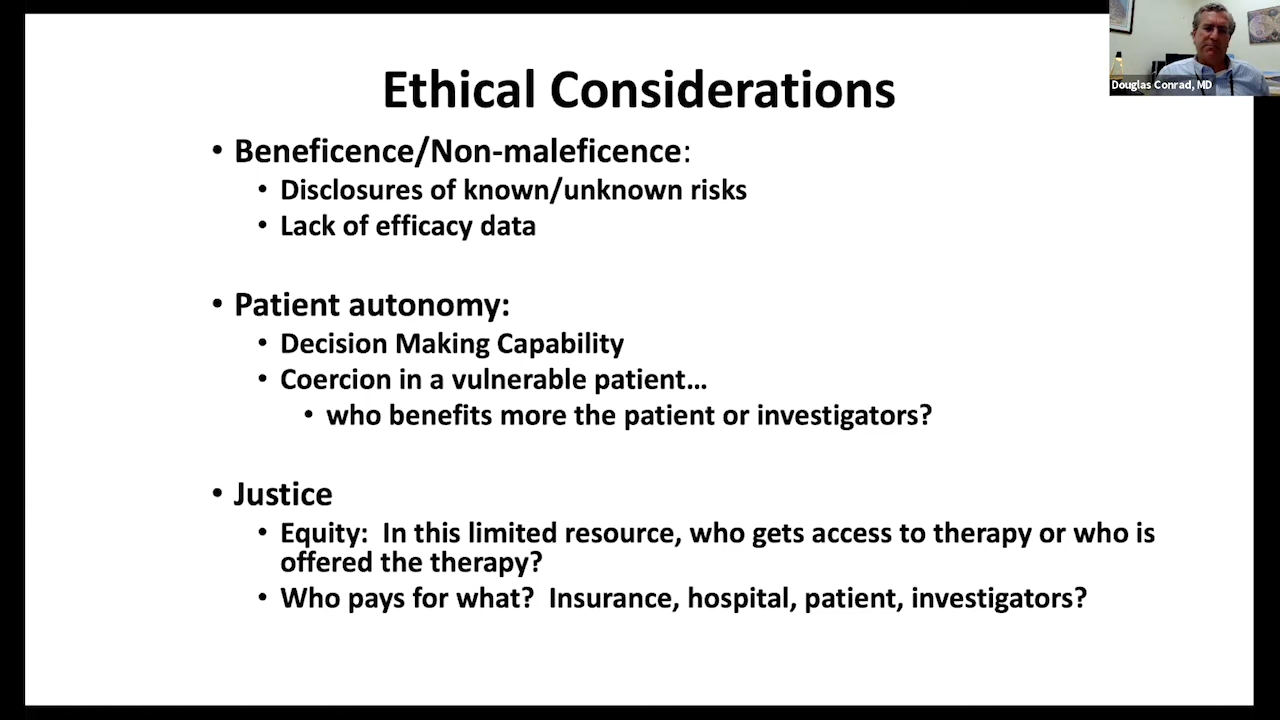 Douglas Conrad, MD
Ethical Considerations
• Beneficence/Non-maleficence:
• Disclosures of known/unknown risks
• Lack of efficacy data
• Patient autonomy:
• Decision Making Capability
• Coercion in a vulnerable patient...
• who benefits more the patient or investigators?
• Justice
• Equity:  In this limited resource, who gets access to therapy or who is
offered the therapy?
• Who pays for what?  Insurance, hospital, patient, investigators?